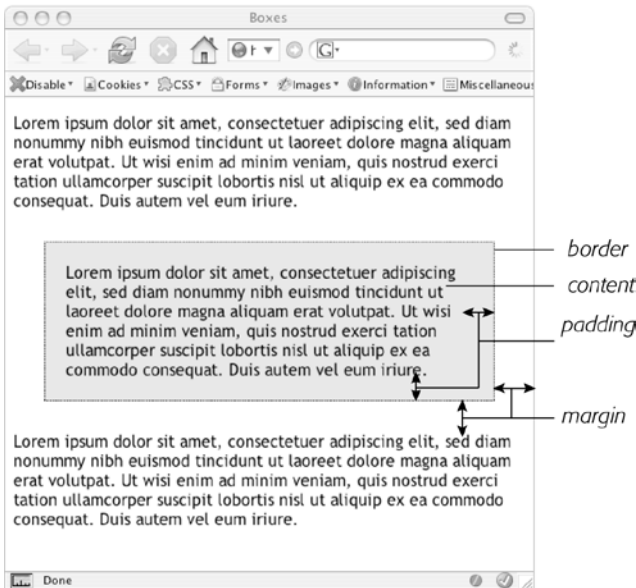 Boxes
G
Disable Cookies CSS Forms Images Information Miscellaneous
Lorem ipsum dolor sit amet, consectetuer adipiscing elit, sed diam
nonummy nibh euismod tincidunt ut laoreet dolore magna aliquam
erat volutpat. Ut wisi enim ad minim veniam, quis nostrud exerci
tation ullamcorper suscipit lobortis nisl ut aliquip ex ea commodo
consequat. Duis autem vel eum iriure.
Lorem ipsum dolor sit amet, consectetuer adipiscing
elit, sed diam nonummy nibh euismod tincidunt ut
laoreet dolore magna aliquam erat volutpat. Ut wisi
enim ad minim veniam, quis nostrud exerci tation
ullamcorper suscipit lobortis nisl ut aliquip ex ea
commodo consequat. Duis autem vel eum iriure.
border
content
padding
margin
Lorem ipsum dolor sit amet, consectetuer adipiscing elit, sed diam
nonummy nibh euismod tincidunt ut laoreet dolore magna aliquam
erat volutpat. Ut wisi enim ad minim veniam, quis nostrud exerci
tation ullamcorper suscipit lobortis nisl ut aliquip ex ea commodo
consequat. Duis autem vel eum iriure.
Done